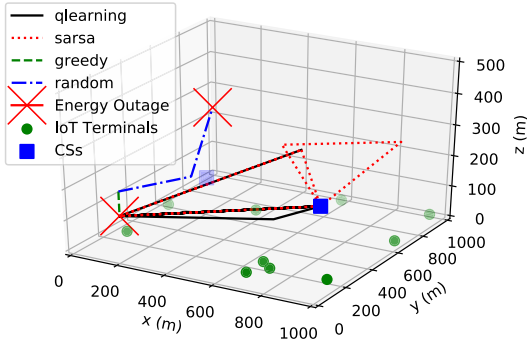 qlearning
sarsa
greedy
random
Energy Outage
IoT Terminals
CSs
500
400
300
200
100
0
z (m)
0
200
400
600
800
1000
x (m)
0
200
400
600
800
1000
y (m)